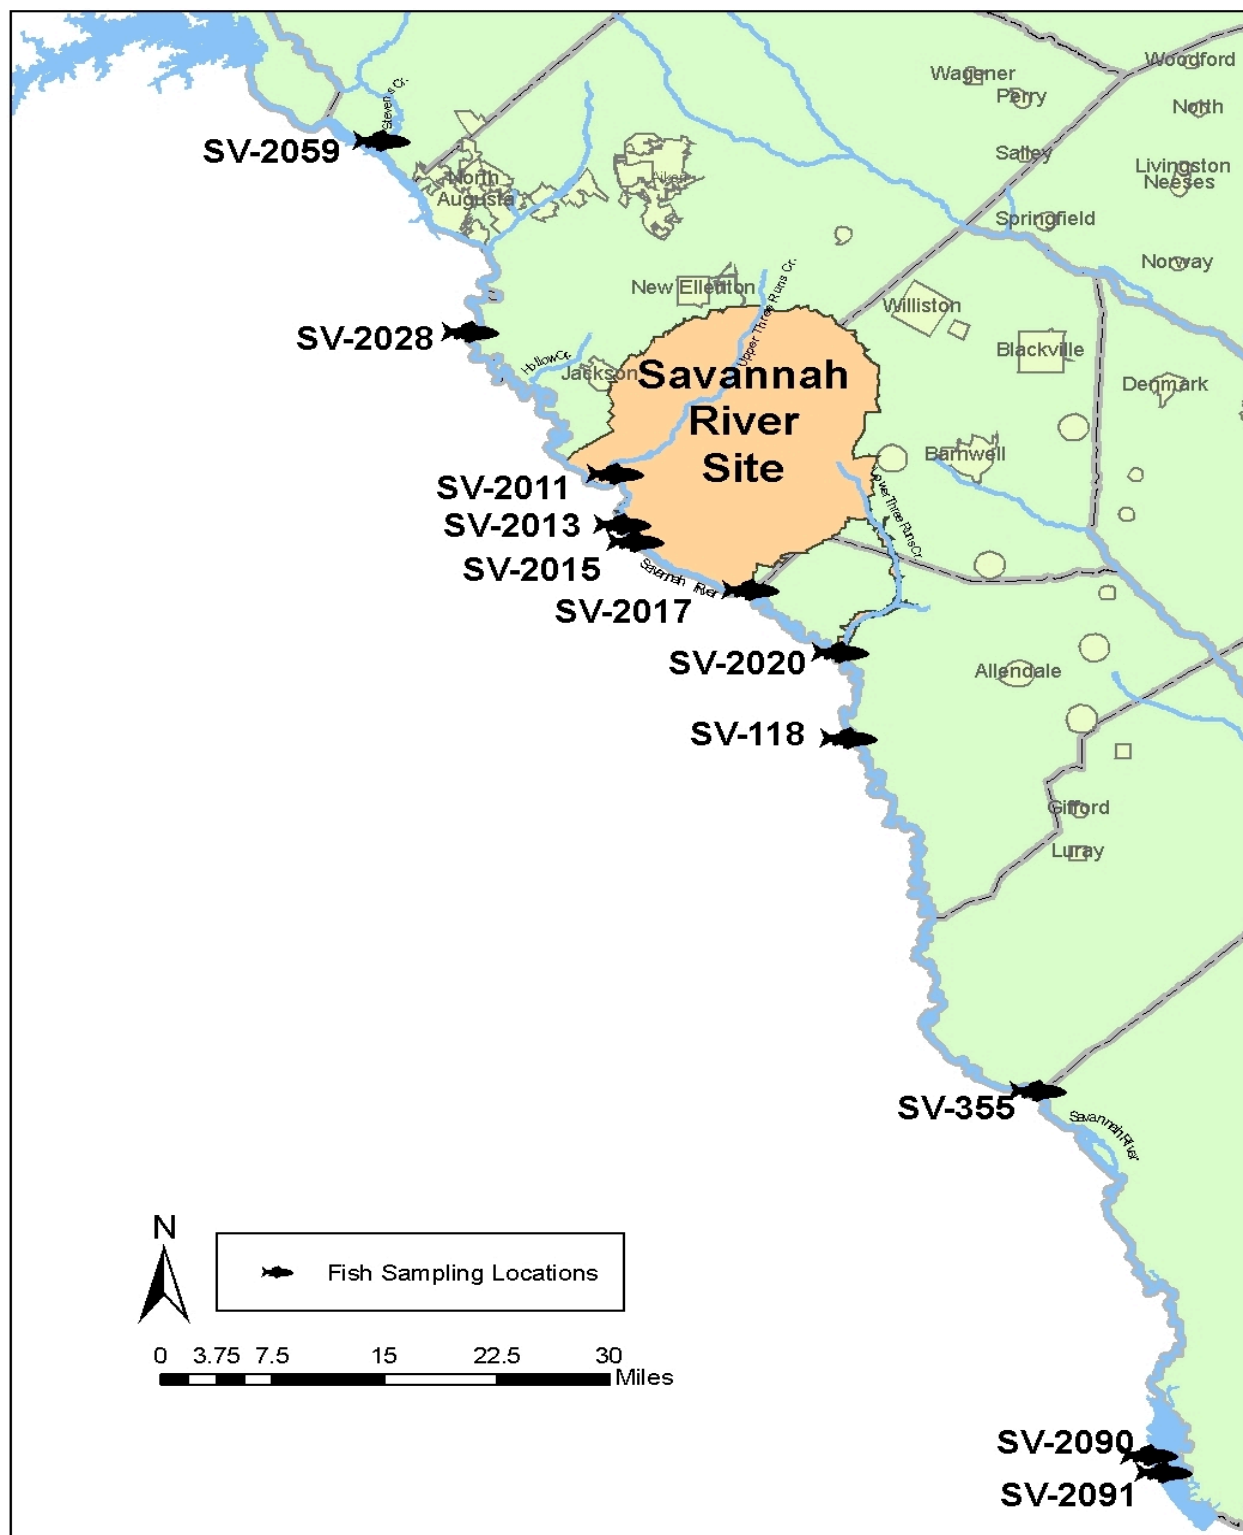 Woodford
Wagener
Perry
North
Stevens Cr.
SV-2059
Salley
Livingston
Neeses
North
Augusta
Aiken
Springfield
Norway
New Ellenton
Upper Three Runs Cr.
Williston
SV-2028
Hollow Cr.
Jackson
Blackville
Denmark
Savannah
River
Site
Barnwell
SV-2011
Lower Three Runs Cr.
SV-2013
SV-2015
Savannah River
SV-2017
SV-2020
Allendale
SV-118
Gifford
Luray
SV-355
Savannah River
N
Fish Sampling Locations
0 3.75 7.5 15 22.5 30
Miles
SV-2090
SV-2091